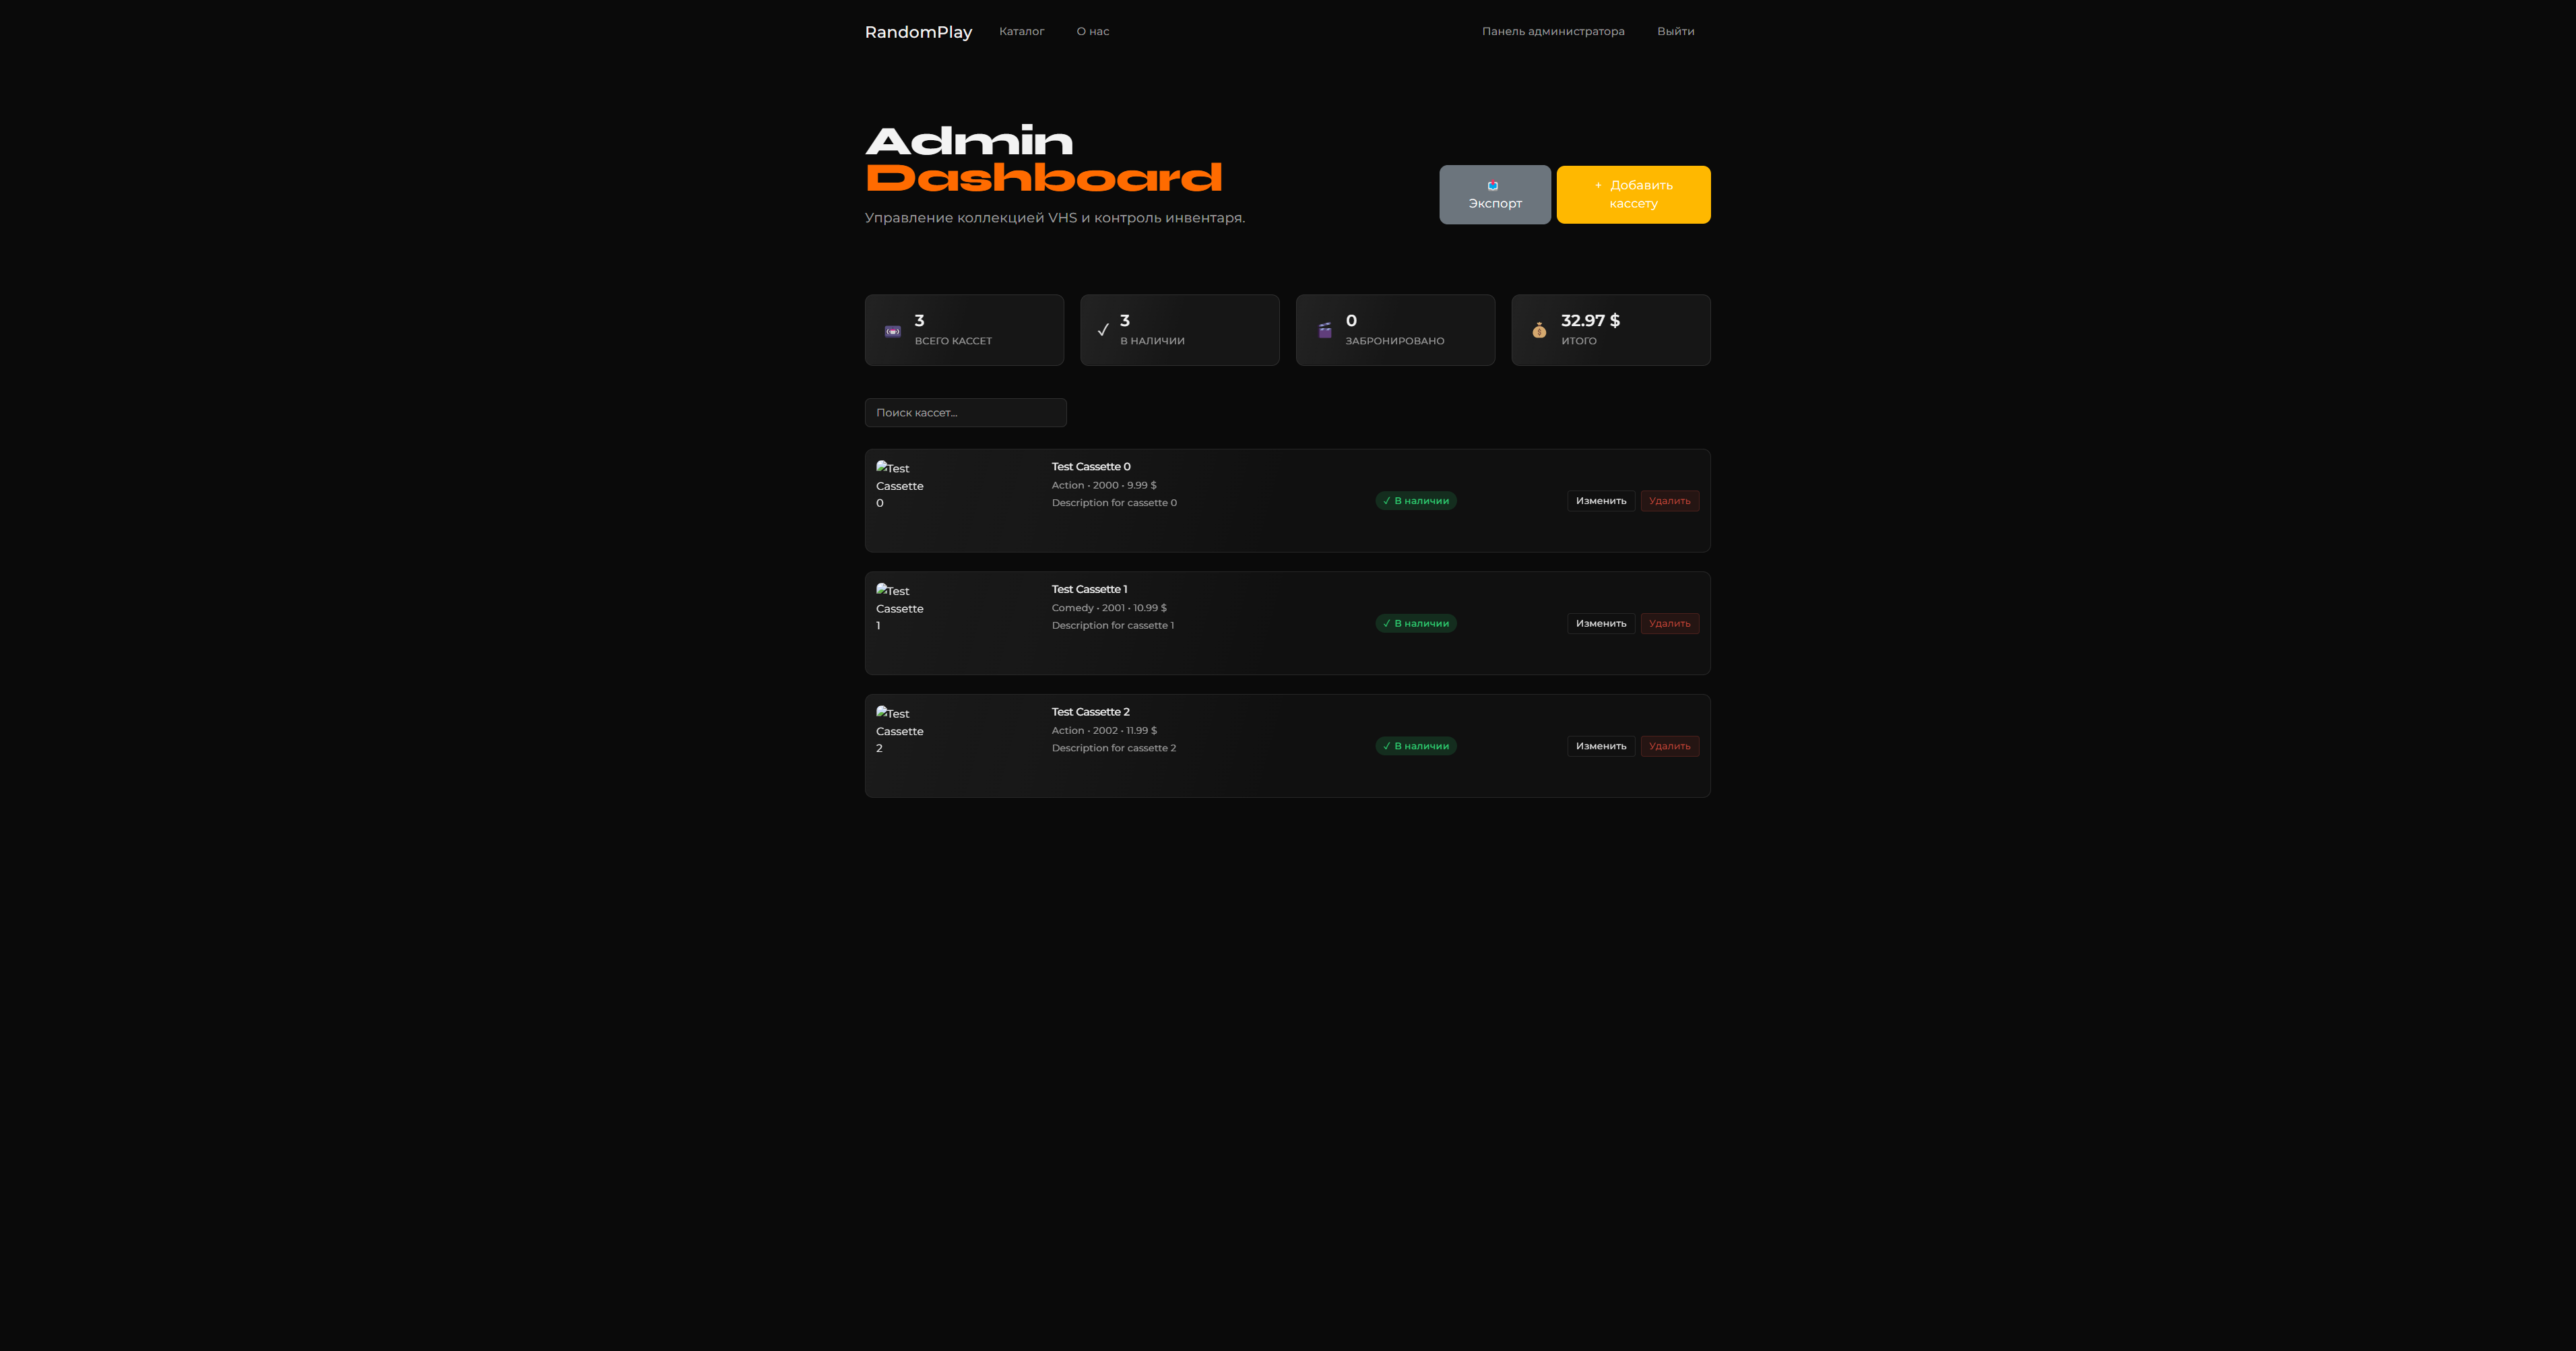 RandomPlay Каталог О нас Панель администратора Выйти
Admin
Dashboard
Управление коллекцией VHS и контроль инвентаря.
Экспорт
+ Добавить
кассету
3
ВСЕГО КАССЕТ
✓ 3
В НАЛИЧИИ
0
ЗАБРОНИРОВАНО
32.97 $
ИТОГО
Поиск кассет...
Test
Cassette
0
Test Cassette 0
Action • 2000 • 9.99 $
Description for cassette 0
✓ В наличии
Изменить Удалить
Test
Cassette
1
Test Cassette 1
Comedy • 2001 • 10.99 $
Description for cassette 1
✓ В наличии
Изменить Удалить
Test
Cassette
2
Test Cassette 2
Action • 2002 • 11.99 $
Description for cassette 2
✓ В наличии
Изменить Удалить